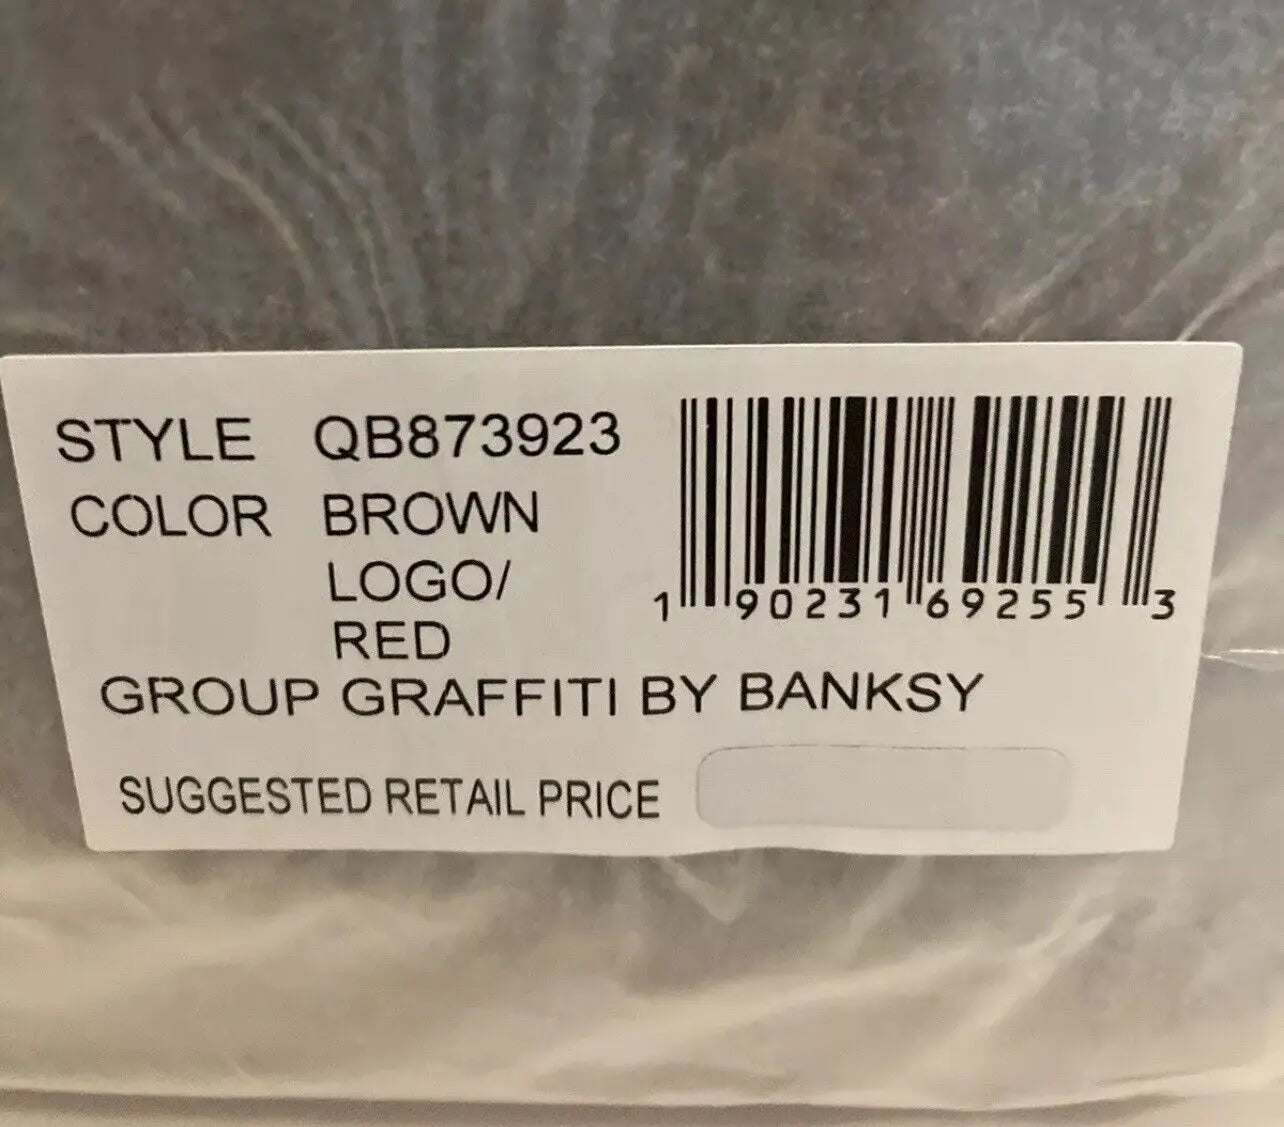 STYLE QB873923
COLOR BROWN
LOGO/
RED
1 90231 69255 3
GROUP GRAFFITI BY BANKSY
SUGGESTED RETAIL PRICE